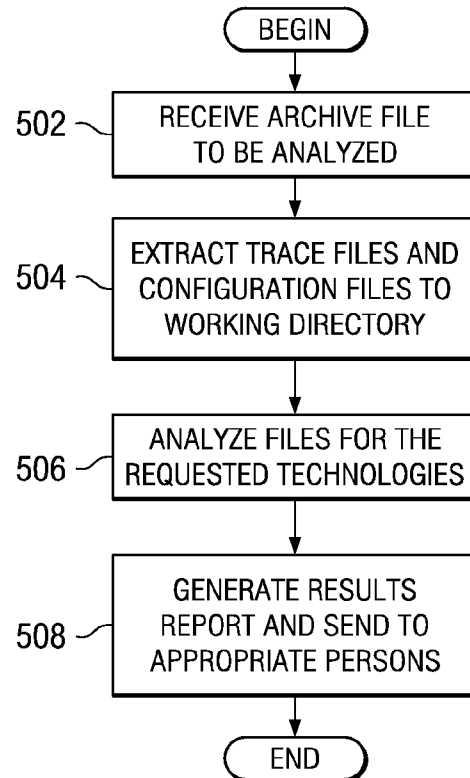 BEGIN
502
RECEIVE ARCHIVE FILE
TO BE ANALYZED
504
EXTRACT TRACE FILES AND
CONFIGURATION FILES TO
WORKING DIRECTORY
506
ANALYZE FILES FOR THE
REQUESTED TECHNOLOGIES
508
GENERATE RESULTS
REPORT AND SEND TO
APPROPRIATE PERSONS
END